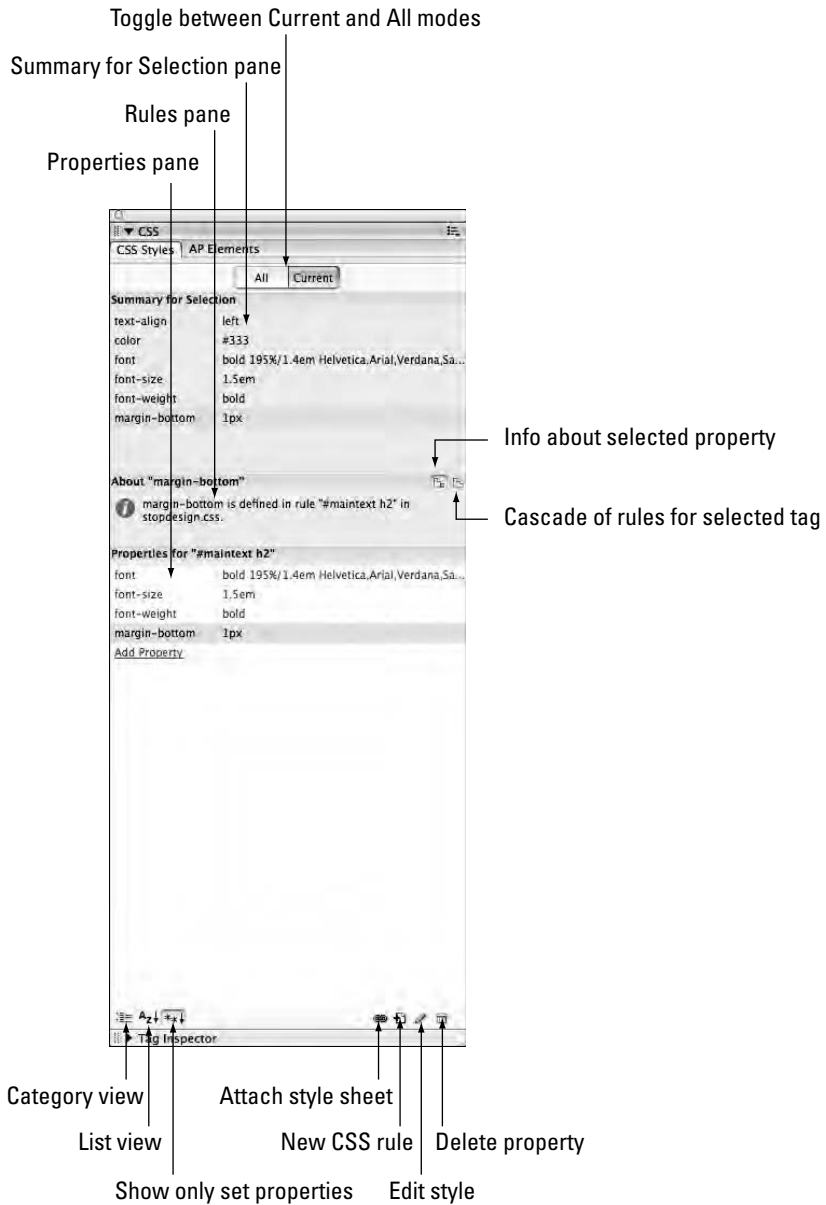 Toggle between Current and All modes
Summary for Selection pane
Rules pane
Properties pane
CSS
CSS Styles AP Elements
All Current
Summary for Selection
text-align left
color #333
font bold 195%/1.4em Helvetica,Arial,Verdana,Sa...
font-size 1.5em
font-weight bold
margin-bottom 1px
Info about selected property
About "margin-bottom"
margin-bottom is defined in rule "#maintext h2" in
stopdesign.css.
Cascade of rules for selected tag
Properties for "#maintext h2"
font bold 195%/1.4em Helvetica,Arial,Verdana,Sa...
font-size 1.5em
font-weight bold
margin-bottom 1px
Add Property
Tag Inspector
Category view Attach style sheet
List view New CSS rule Delete property
Show only set properties Edit style